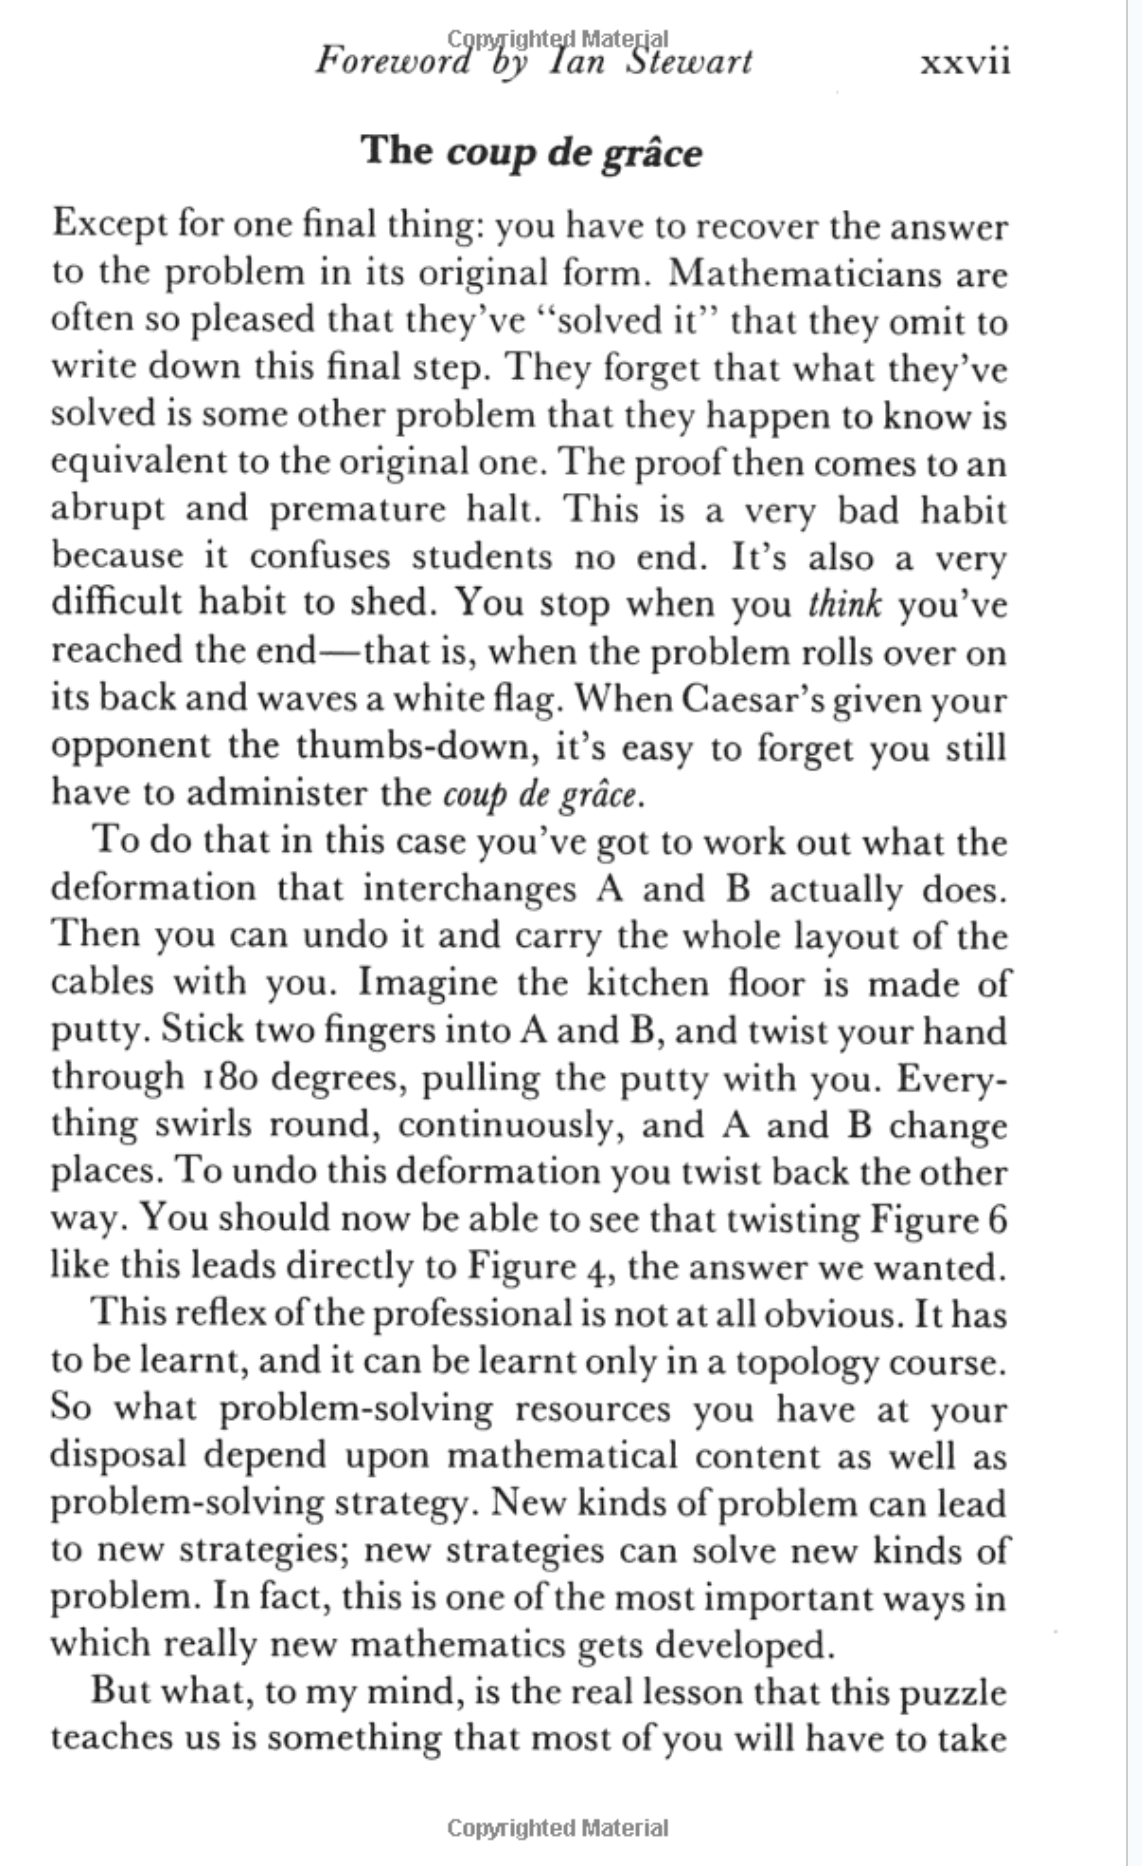 Copyrighted Material
Foreword by Ian Stewart xxvii
The coup de grâce
Except for one final thing: you have to recover the answer
to the problem in its original form. Mathematicians are
often so pleased that they’ve “solved it” that they omit to
write down this final step. They forget that what they’ve
solved is some other problem that they happen to know is
equivalent to the original one. The proof then comes to an
abrupt and premature halt. This is a very bad habit
because it confuses students no end. It’s also a very
difficult habit to shed. You stop when you think you’ve
reached the end—that is, when the problem rolls over on
its back and waves a white flag. When Caesar’s given your
opponent the thumbs-down, it’s easy to forget you still
have to administer the coup de grâce.
To do that in this case you’ve got to work out what the
deformation that interchanges A and B actually does.
Then you can undo it and carry the whole layout of the
cables with you. Imagine the kitchen floor is made of
putty. Stick two fingers into A and B, and twist your hand
through 180 degrees, pulling the putty with you. Every-
thing swirls round, continuously, and A and B change
places. To undo this deformation you twist back the other
way. You should now be able to see that twisting Figure 6
like this leads directly to Figure 4, the answer we wanted.
This reflex of the professional is not at all obvious. It has
to be learnt, and it can be learnt only in a topology course.
So what problem-solving resources you have at your
disposal depend upon mathematical content as well as
problem-solving strategy. New kinds of problem can lead
to new strategies; new strategies can solve new kinds of
problem. In fact, this is one of the most important ways in
which really new mathematics gets developed.
But what, to my mind, is the real lesson that this puzzle
teaches us is something that most of you will have to take
Copyrighted Material